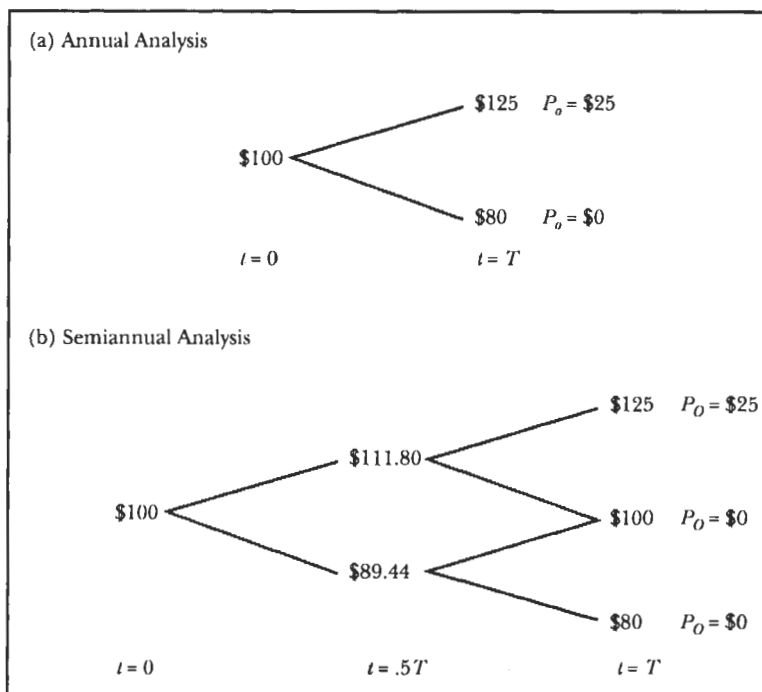 (a) Annual Analysis
$125 P_o = $25
$100
$80 P_o = $0
t = 0 t = T
(b) Semiannual Analysis
$125 P_O = $25
$111.80
$100 $100 P_O = $0
$89.44
$80 P_O = $0
t = 0 t = .5T t = T